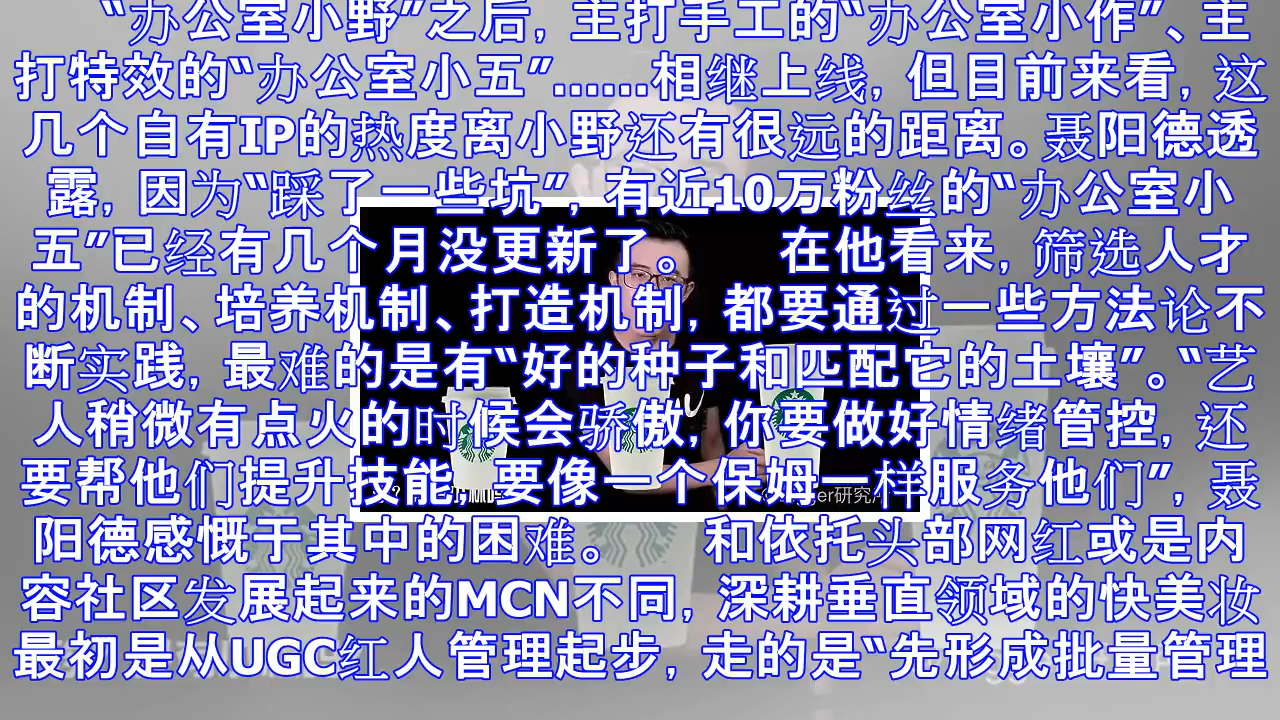 “办公室小野”之后, 主打手工的“办公室小作”、主
打特效的“办公室小五”......相继上线, 但目前来看, 这
几个自有IP的热度离小野还有很远的距离。聂阳德透
露, 因为“踩了一些坑”, 有近10万粉丝的“办公室小
五”已经有几个月没更新了。 在他看来, 筛选人才
的机制、培养机制、打造机制, 都要通过一些方法论不
断实践, 最难的是有“好的种子和匹配它的土壤”。“艺
人稍微有点火的时候会骄傲, 你要做好情绪管控, 还
要帮他们提升技能, 要像一个保姆一样服务他们”, 聂
阳德感慨于其中的困难。 和依托头部网红或是内
容社区发展起来的MCN不同, 深耕垂直领域的快美妆
最初是从UGC红人管理起步, 走的是“先形成批量管理